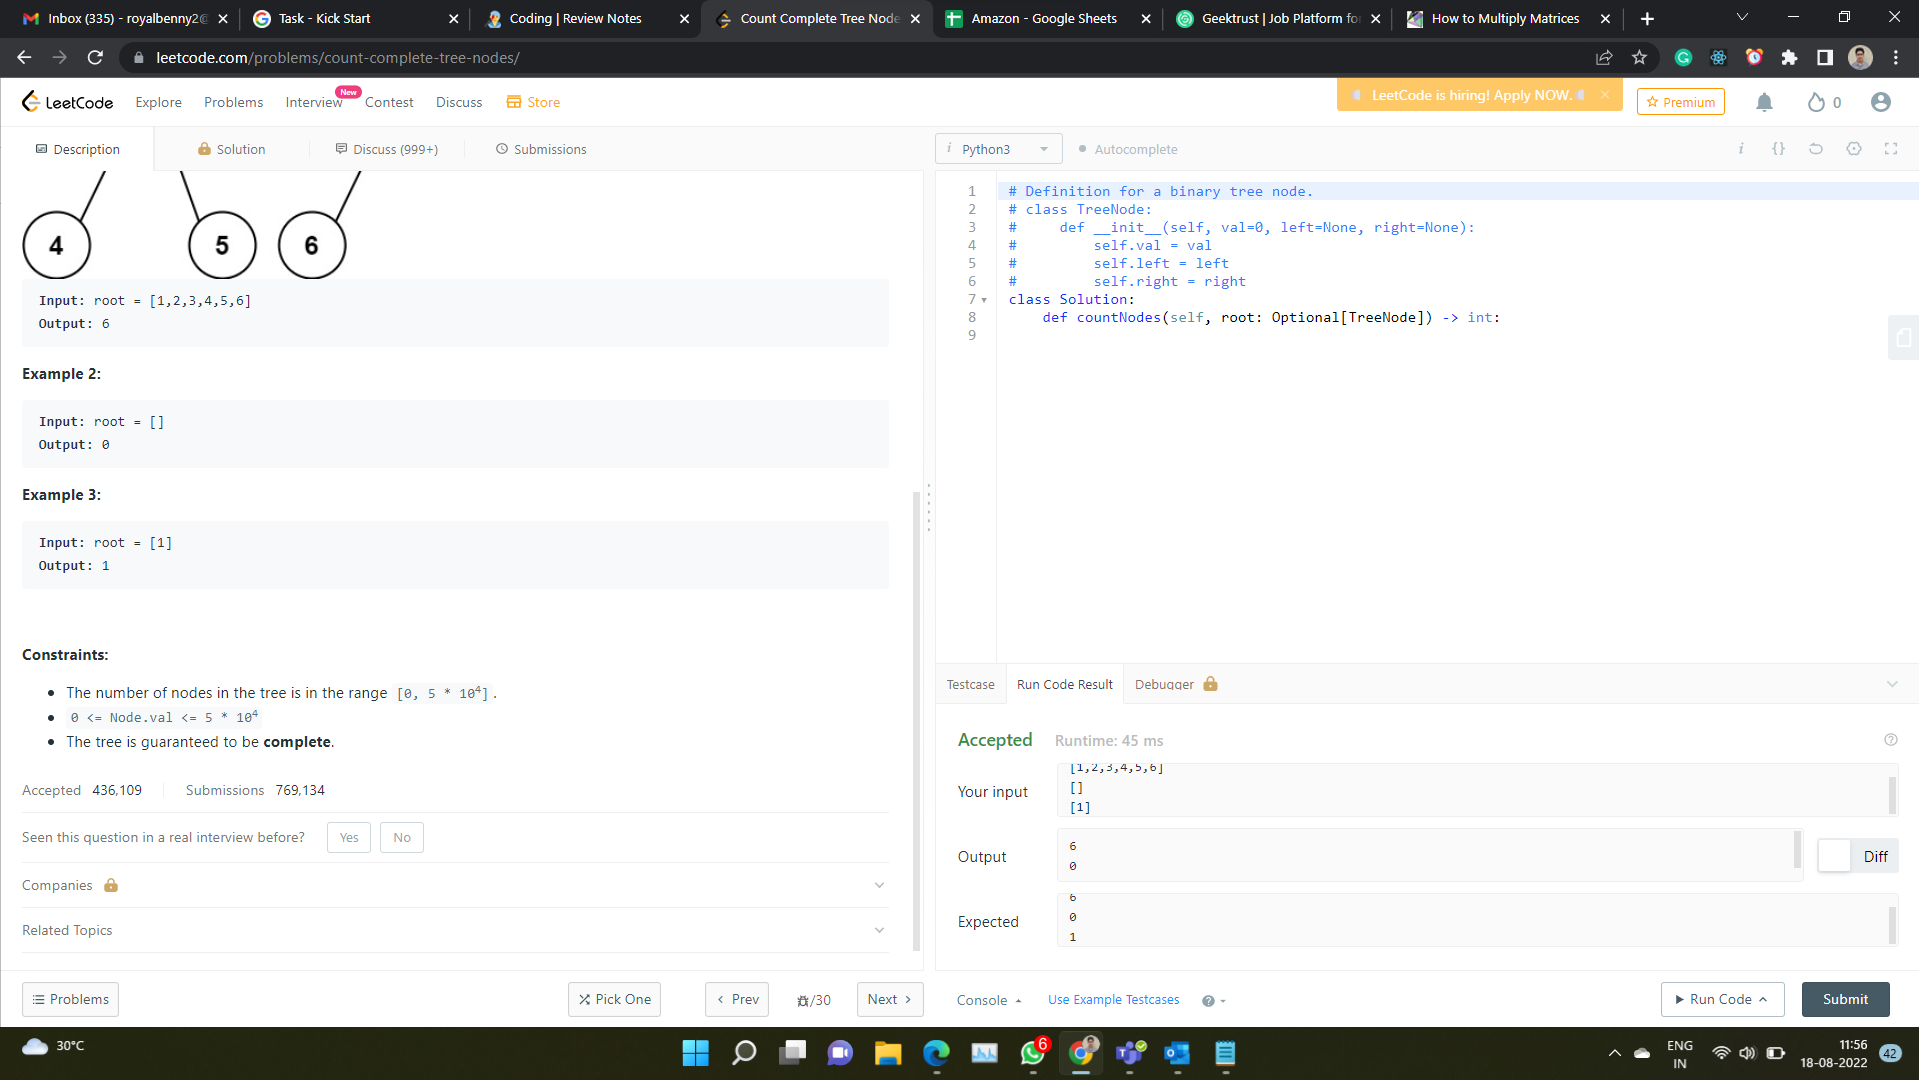 Inbox (335) - royalbenny2@
Task - Kick Start
Coding | Review Notes
Count Complete Tree Node
Amazon - Google Sheets
Geektrust | Job Platform fo
How to Multiply Matrices
leetcode.com/problems/count-complete-tree-nodes/
LeetCode Explore Problems Interview New Contest Discuss Store
LeetCode is hiring! Apply NOW.
Premium
0
Description
Solution
Discuss (999+)
Submissions
4 5 6
Input: root = [1,2,3,4,5,6]
Output: 6
Example 2:
Input: root = []
Output: 0
Example 3:
Input: root = [1]
Output: 1
Constraints:
• The number of nodes in the tree is in the range [0, 5 * 10⁴].
• 0 <= Node.val <= 5 * 10⁴
• The tree is guaranteed to be complete.
Accepted 436,109 Submissions 769,134
Seen this question in a real interview before? Yes No
Companies
Related Topics
Problems
Pick One
< Prev
/30
Next >
i Python3
Autocomplete
i {}
1 # Definition for a binary tree node.
2 # class TreeNode:
3 #     def __init__(self, val=0, left=None, right=None):
4 #         self.val = val
5 #         self.left = left
6 #         self.right = right
7 class Solution:
8     def countNodes(self, root: Optional[TreeNode]) -> int:
9
Testcase
Run Code Result
Debugger
Accepted Runtime: 45 ms
Your input
[1,2,3,4,5,6]
[]
[1]
Output
6
0
Diff
Expected
6
0
1
Console
Use Example Testcases
Run Code
Submit
30°C
6
ENG
IN
11:56
18-08-2022
42